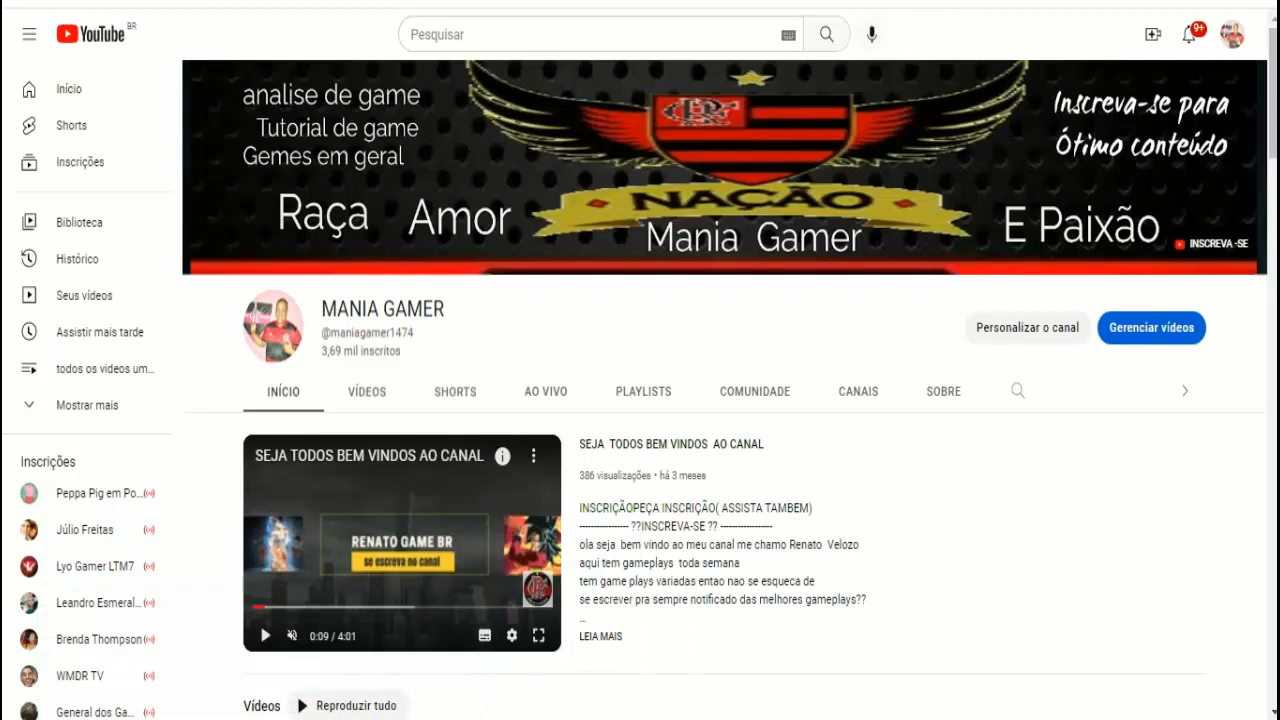 YouTube BR
Pesquisar
9+
Início
Shorts
Inscrições
Biblioteca
Histórico
Seus vídeos
Assistir mais tarde
todos os videos um...
Mostrar mais
Inscrições
Peppa Pig em Po...
Júlio Freitas
Lyo Gamer LTM7
Leandro Esmeral...
Brenda Thompson
WMDR TV
General dos Ga...
analise de game
Tutorial de game
Gemes em geral
Raça Amor
NAÇÃO
Mania Gamer
E Paixão
Inscreva-se para
Ótimo conteúdo
INSCREVA-SE
MANIA GAMER
@maniagamer1474
3,69 mil inscritos
Personalizar o canal
Gerenciar vídeos
INÍCIO VÍDEOS SHORTS AO VIVO PLAYLISTS COMUNIDADE CANAIS SOBRE
SEJA TODOS BEM VINDOS AO CANAL
RENATO GAME BR
se escreva no canal
0:09 / 4:01
SEJA TODOS BEM VINDOS AO CANAL
386 visualizações • há 3 meses
INSCRIÇÃOPEÇA INSCRIÇÃO( ASSISTA TAMBEM)
---------------- ??INSCREVA-SE ?? -----------------
ola seja bem vindo ao meu canal me chamo Renato Velozo
aqui tem gameplays toda semana
tem game plays variadas entao nao se esqueca de
se escrever pra sempre notificado das melhores gameplays??
...
LEIA MAIS
Vídeos
Reproduzir tudo